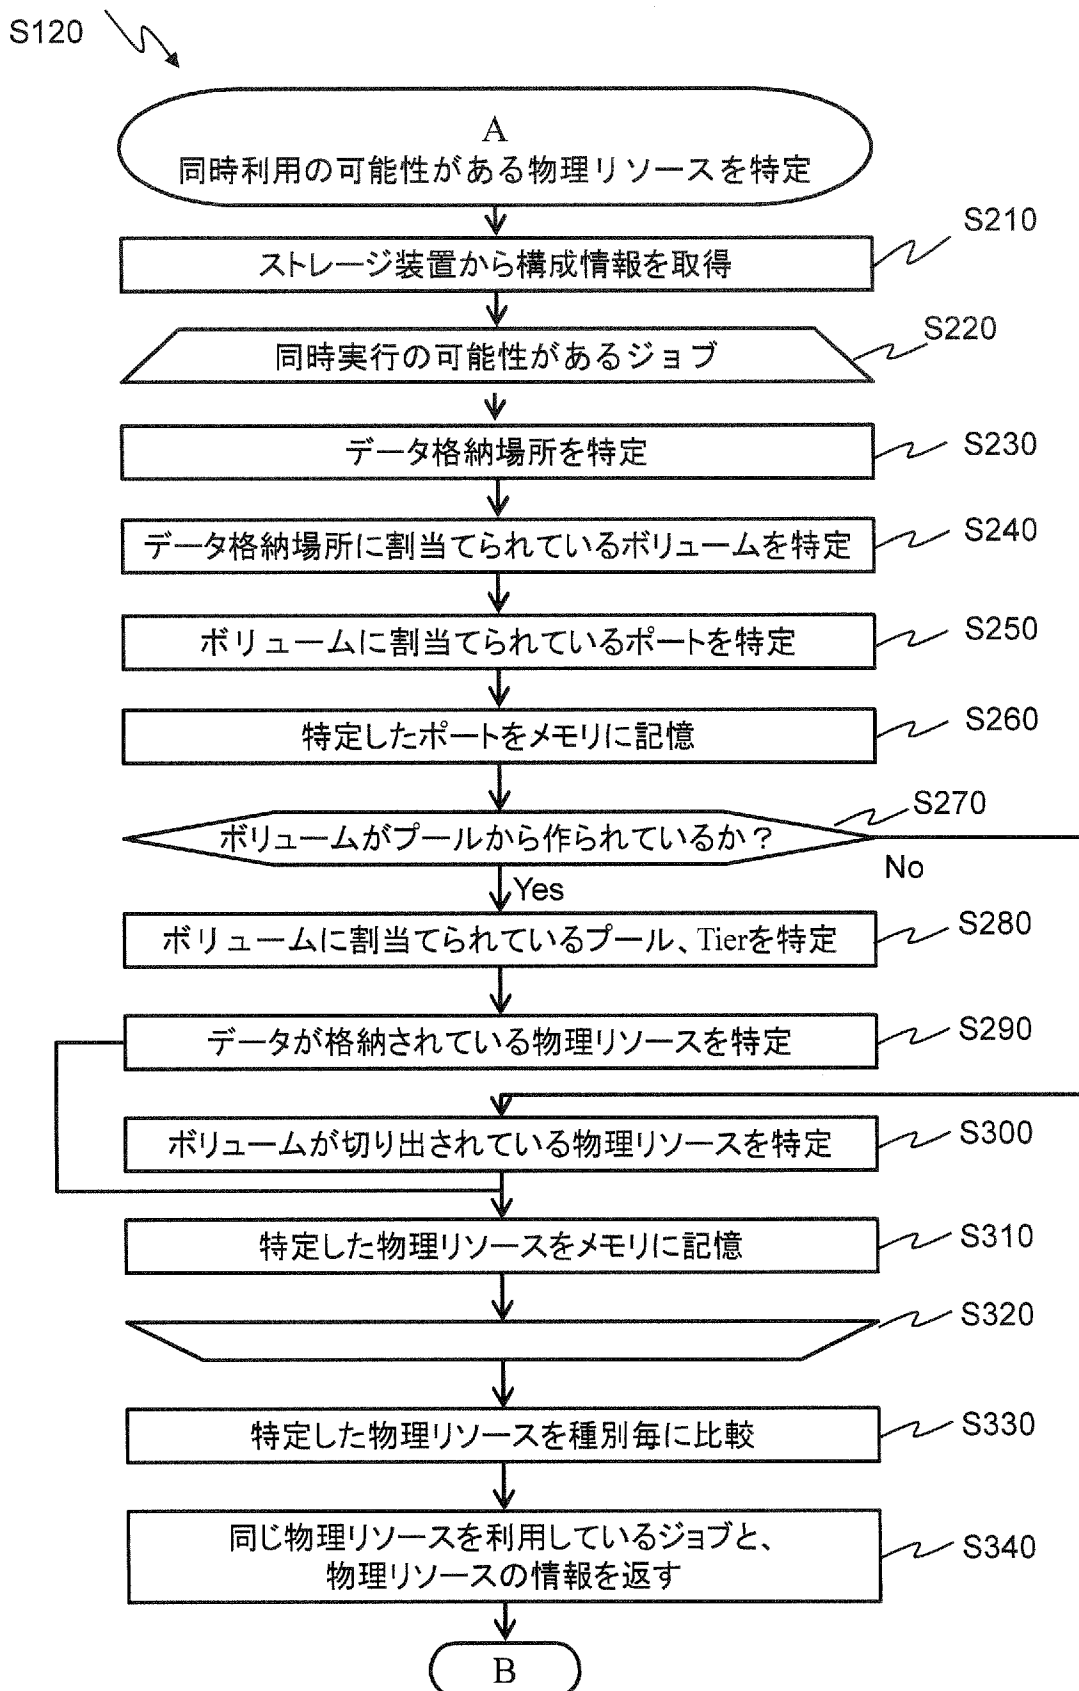 S120
A
同時利用の可能性がある物理リソースを特定
S210
ストレージ装置から構成情報を取得
S220
同時実行の可能性があるジョブ
S230
データ格納場所を特定
S240
データ格納場所に割当てられているボリュームを特定
S250
ボリュームに割当てられているポートを特定
S260
特定したポートをメモリに記憶
S270
ボリュームがプールから作られているか？
No
Yes
S280
ボリュームに割当てられているプール、Tierを特定
S290
データが格納されている物理リソースを特定
S300
ボリュームが切り出されている物理リソースを特定
S310
特定した物理リソースをメモリに記憶
S320
S330
特定した物理リソースを種別毎に比較
S340
同じ物理リソースを利用しているジョブと、
物理リソースの情報を返す
B